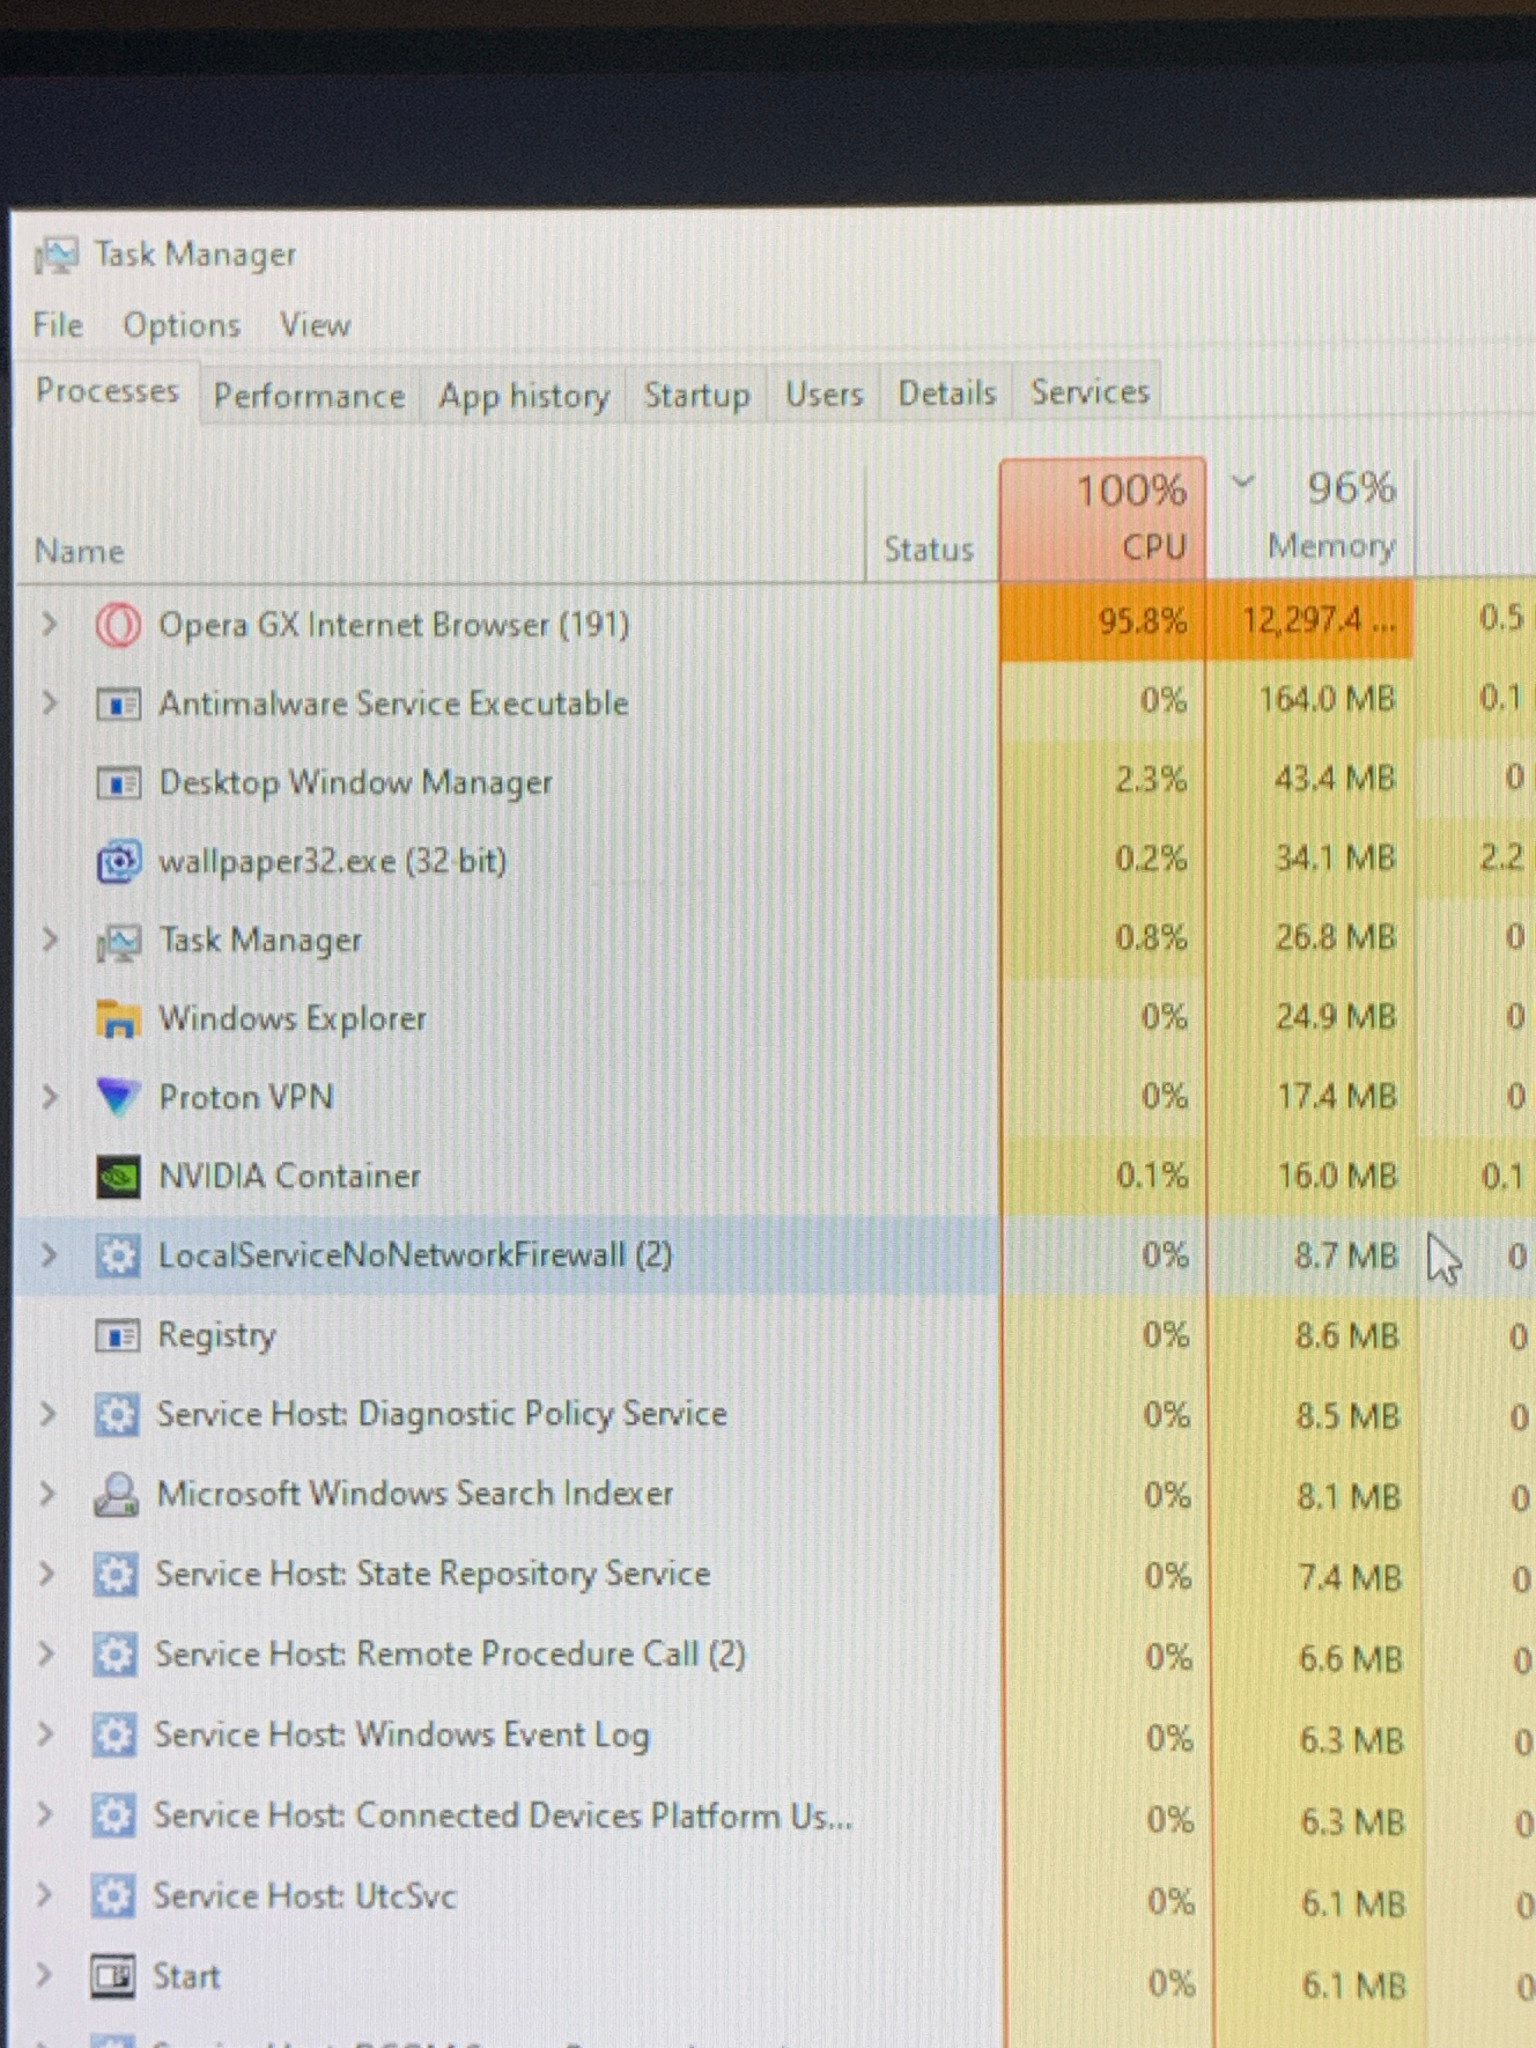 Task Manager
File Options View
Processes Performance App history Startup Users Details Services
100% 96%
Name Status CPU Memory
Opera GX Internet Browser (191) 95.8% 12,297.4 ... 0.5
Antimalware Service Executable 0% 164.0 MB 0.1
Desktop Window Manager 2.3% 43.4 MB 0
wallpaper32.exe (32 bit) 0.2% 34.1 MB 2.2
Task Manager 0.8% 26.8 MB 0
Windows Explorer 0% 24.9 MB 0
Proton VPN 0% 17.4 MB 0
NVIDIA Container 0.1% 16.0 MB 0.1
LocalServiceNoNetworkFirewall (2) 0% 8.7 MB 0
Registry 0% 8.6 MB 0
Service Host: Diagnostic Policy Service 0% 8.5 MB 0
Microsoft Windows Search Indexer 0% 8.1 MB 0
Service Host: State Repository Service 0% 7.4 MB 0
Service Host: Remote Procedure Call (2) 0% 6.6 MB 0
Service Host: Windows Event Log 0% 6.3 MB 0
Service Host: Connected Devices Platform Us... 0% 6.3 MB 0
Service Host: UtcSvc 0% 6.1 MB 0
Start 0% 6.1 MB 0